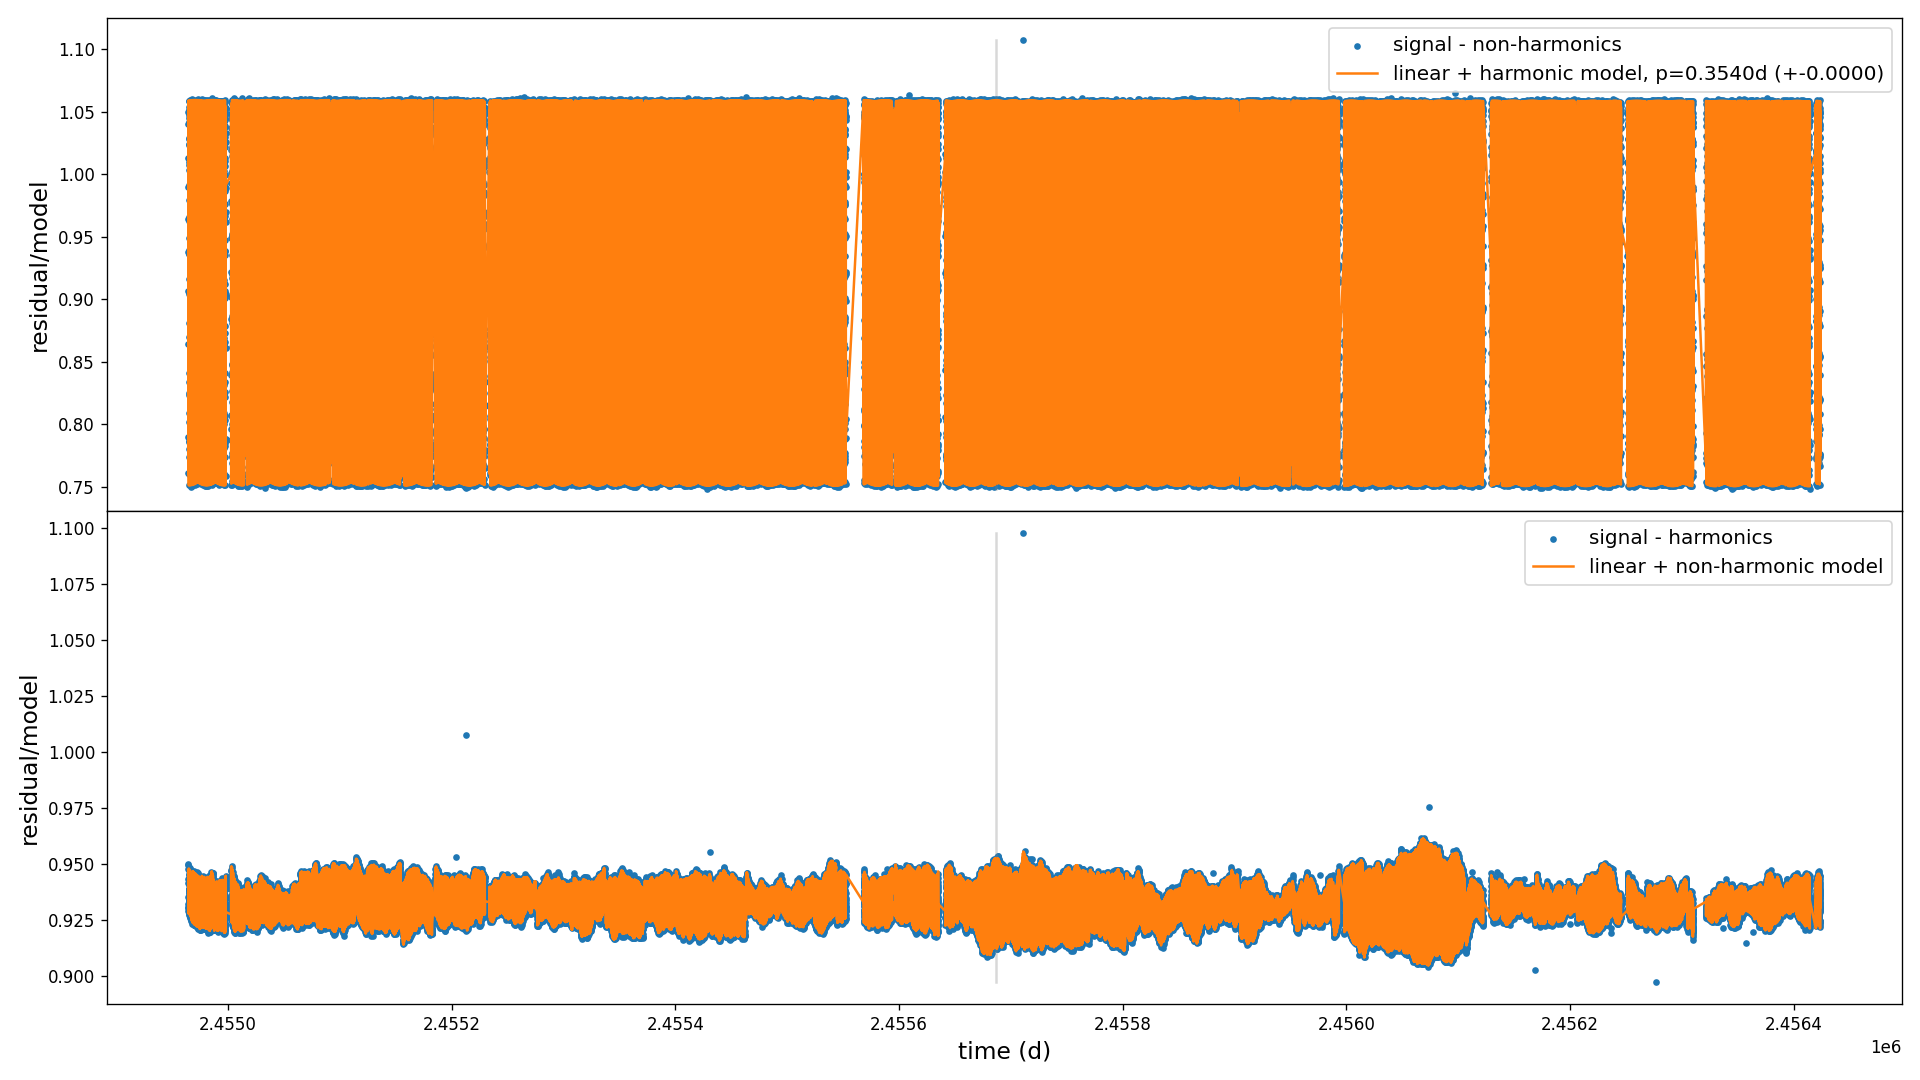 1.10
1.05
1.00
0.95
0.90
0.85
0.80
0.75
residual/model
signal - non-harmonics
linear + harmonic model, p=0.3540d (+-0.0000)
1.100
1.075
1.050
1.025
1.000
0.975
0.950
0.925
0.900
residual/model
signal - harmonics
linear + non-harmonic model
2.4550 2.4552 2.4554 2.4556 2.4558 2.4560 2.4562 2.4564
1e6
time (d)